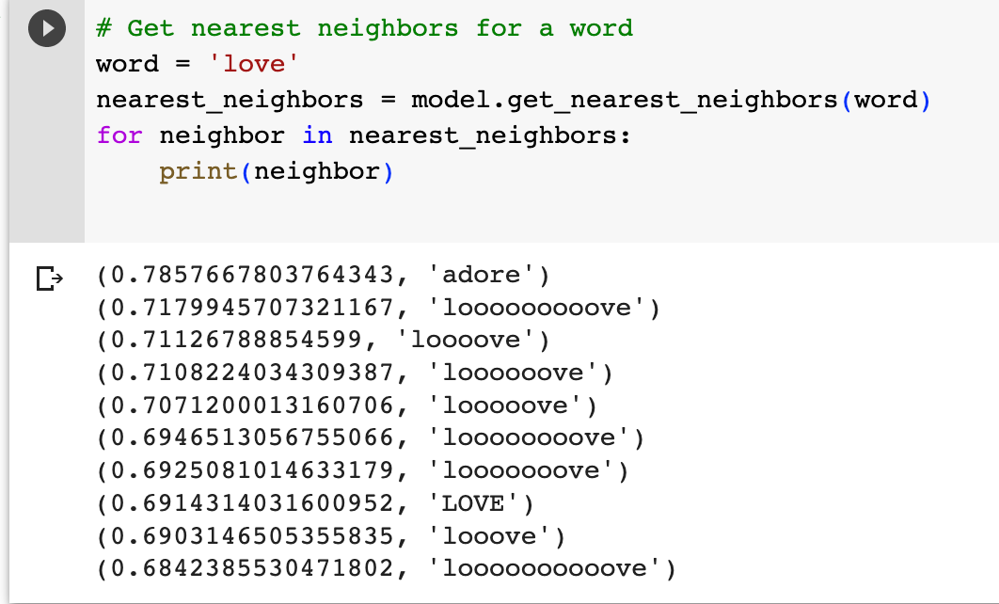 # Get nearest neighbors for a word
word = 'love'
nearest_neighbors = model.get_nearest_neighbors(word)
for neighbor in nearest_neighbors:
    print(neighbor)
(0.7857667803764343, 'adore')
(0.7179945707321167, 'looooooooove')
(0.71126788854599, 'loooove')
(0.7108224034309387, 'loooooove')
(0.7071200013160706, 'looooove')
(0.6946513056755066, 'loooooooove')
(0.6925081014633179, 'looooooove')
(0.6914314031600952, 'LOVE')
(0.6903146505355835, 'looove')
(0.6842385530471802, 'loooooooooove')